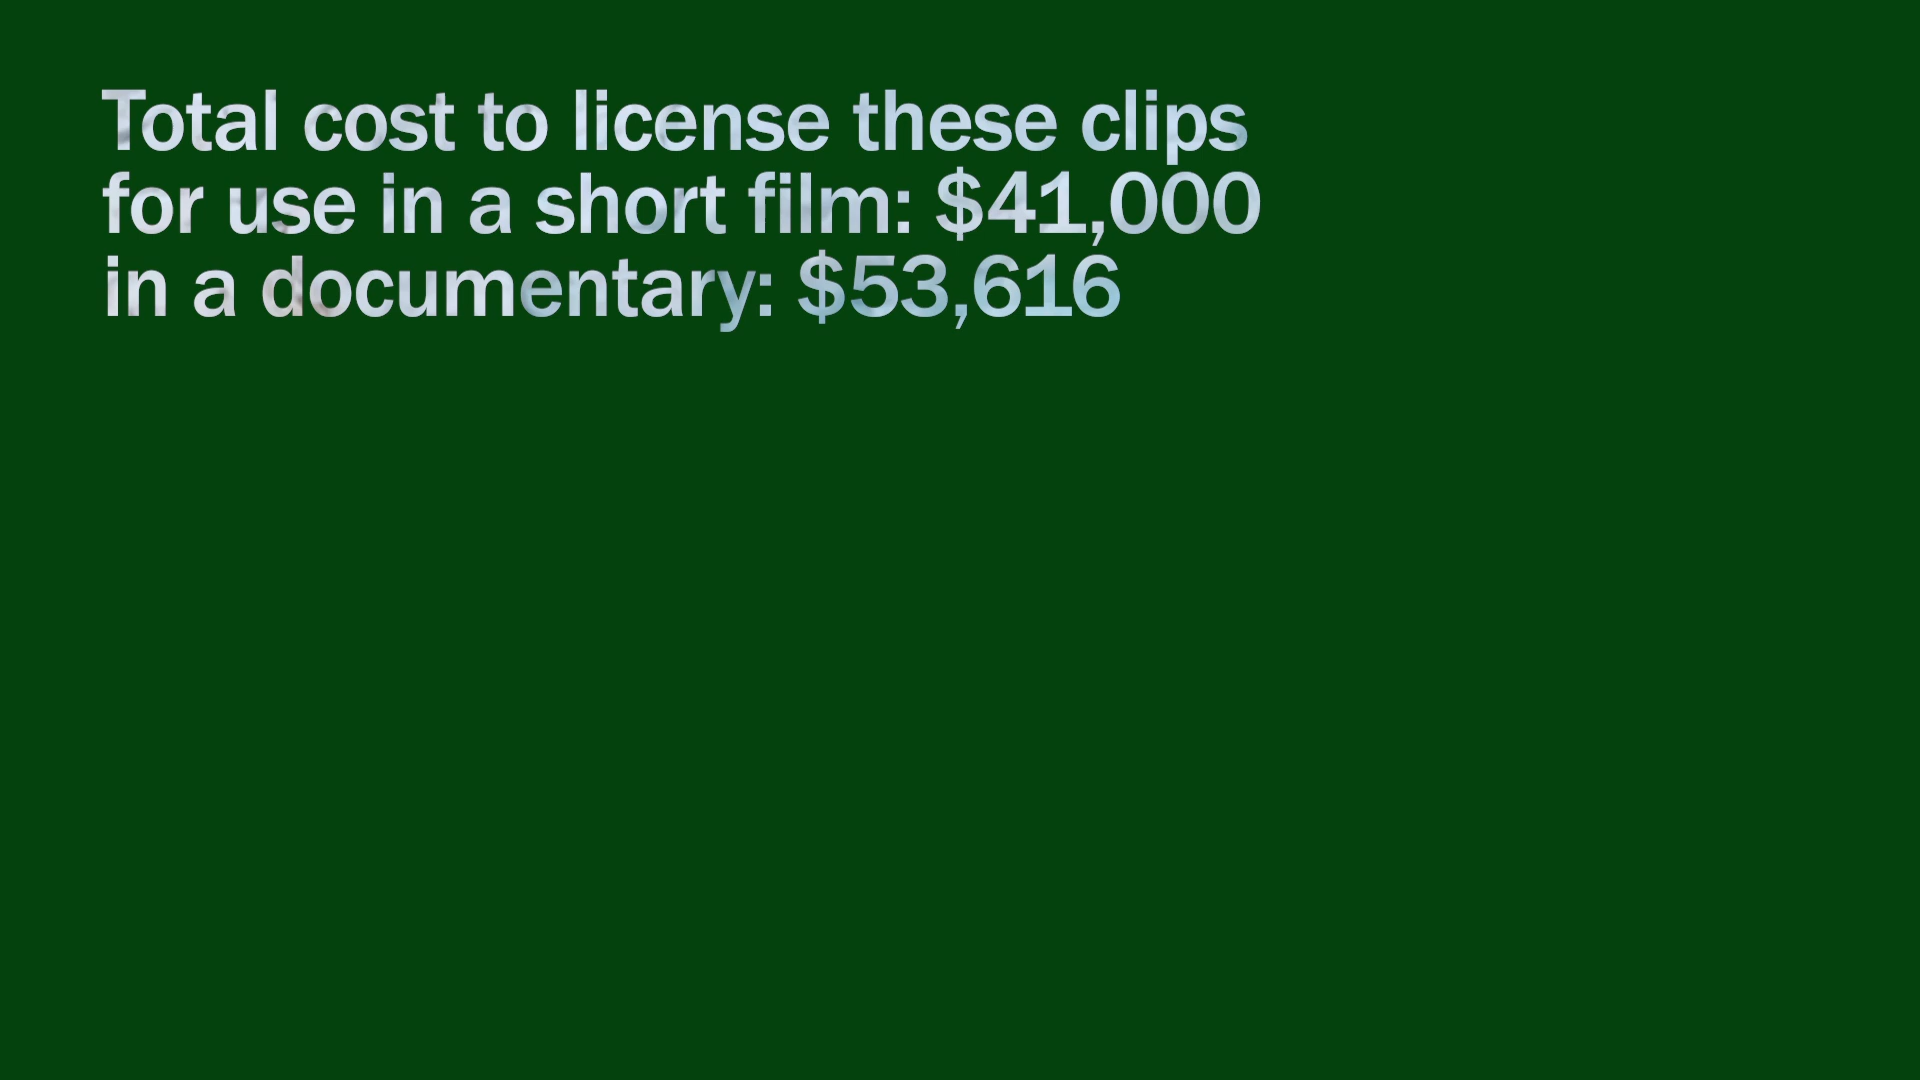 Total cost to license these clips
for use in a short film: $41,000
in a documentary: $53,616